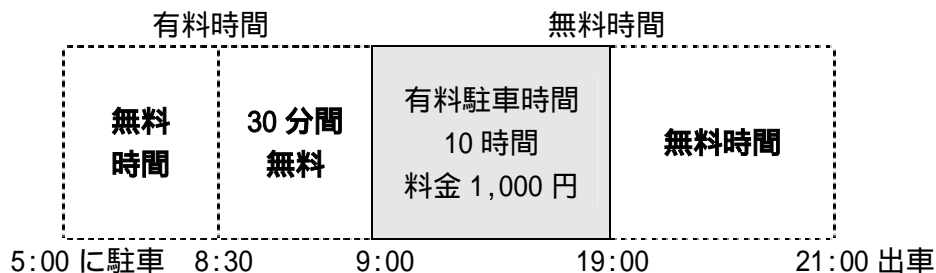 有料時間 無料時間
無料
時間
30 分間
無料
有料駐車時間
10 時間
料金 1,000 円
無料時間
5:00 に駐車 8:30 9:00 19:00 21:00 出車